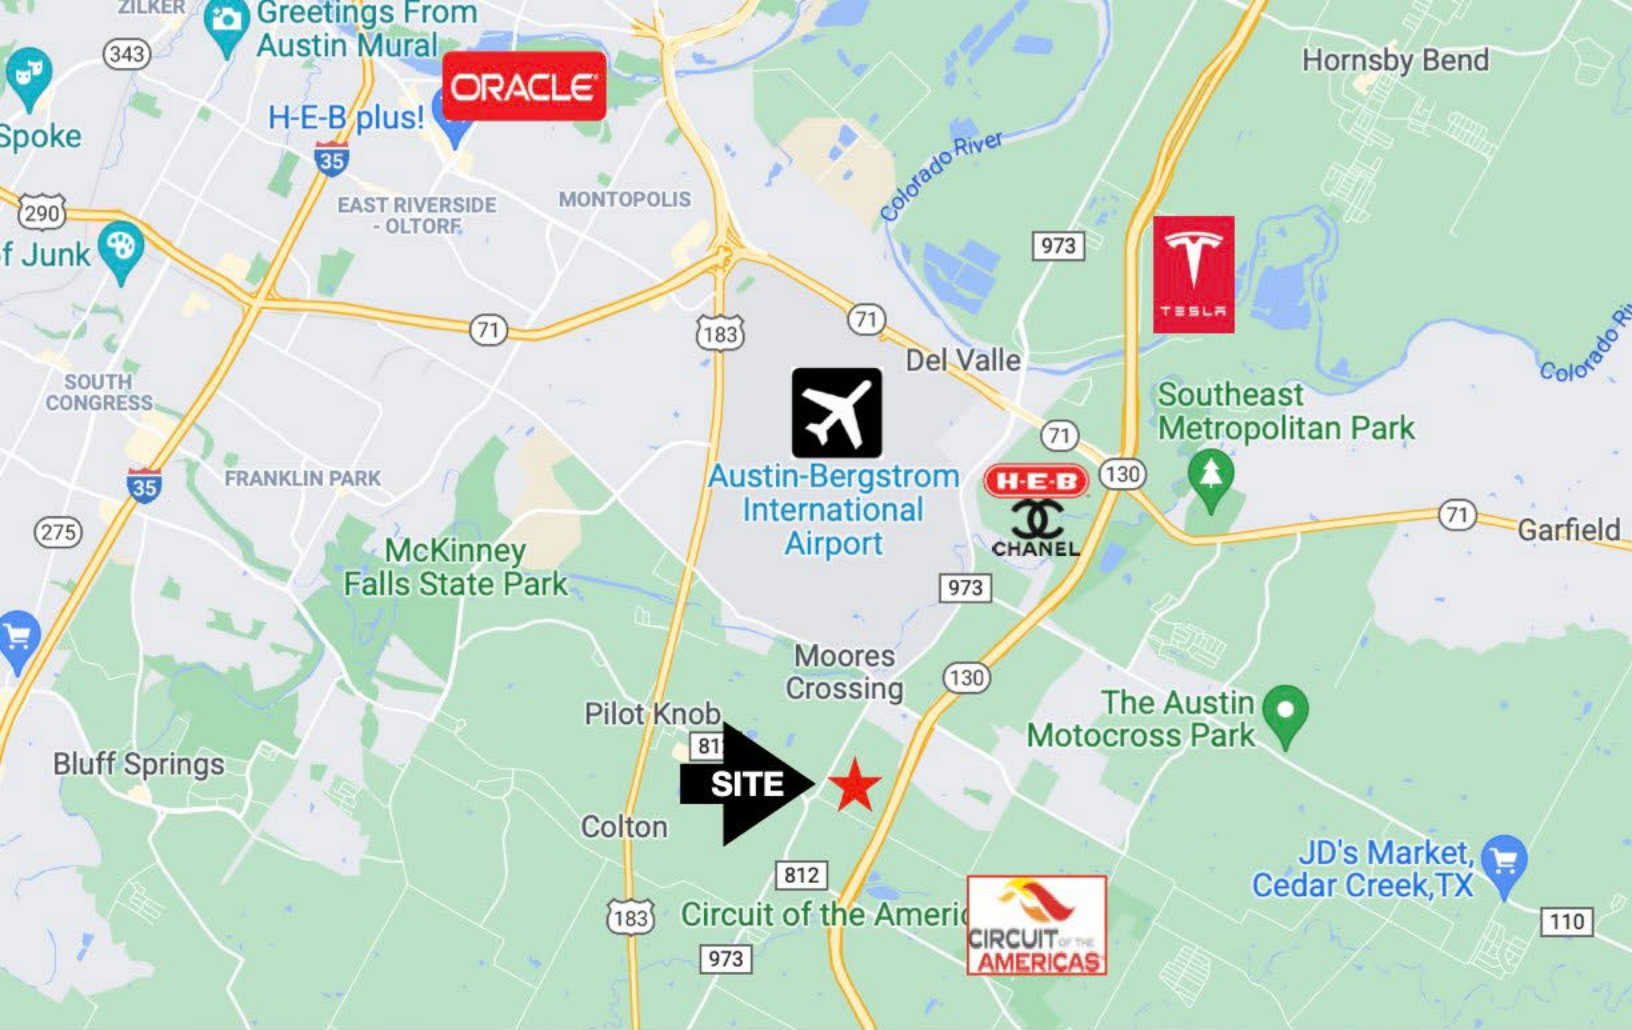 ZILKER
Greetings From
Austin Mural
343
ORACLE
Hornsby Bend
H-E-B plus!
Spoke
35
Colorado River
290
EAST RIVERSIDE
- OLTORF
MONTOPOLIS
f Junk
973
TESLA
71
183
71
Del Valle
Colorado Ri
SOUTH
CONGRESS
Southeast
Metropolitan Park
71
130
H-E-B
CHANEL
Austin-Bergstrom
International
Airport
FRANKLIN PARK
35
275
71
Garfield
McKinney
Falls State Park
973
Moores
Crossing
130
Pilot Knob
81
The Austin
Motocross Park
Bluff Springs
SITE
Colton
812
JD's Market,
Cedar Creek,TX
183
Circuit of the Americ
CIRCUIT OF THE
AMERICAS
110
973